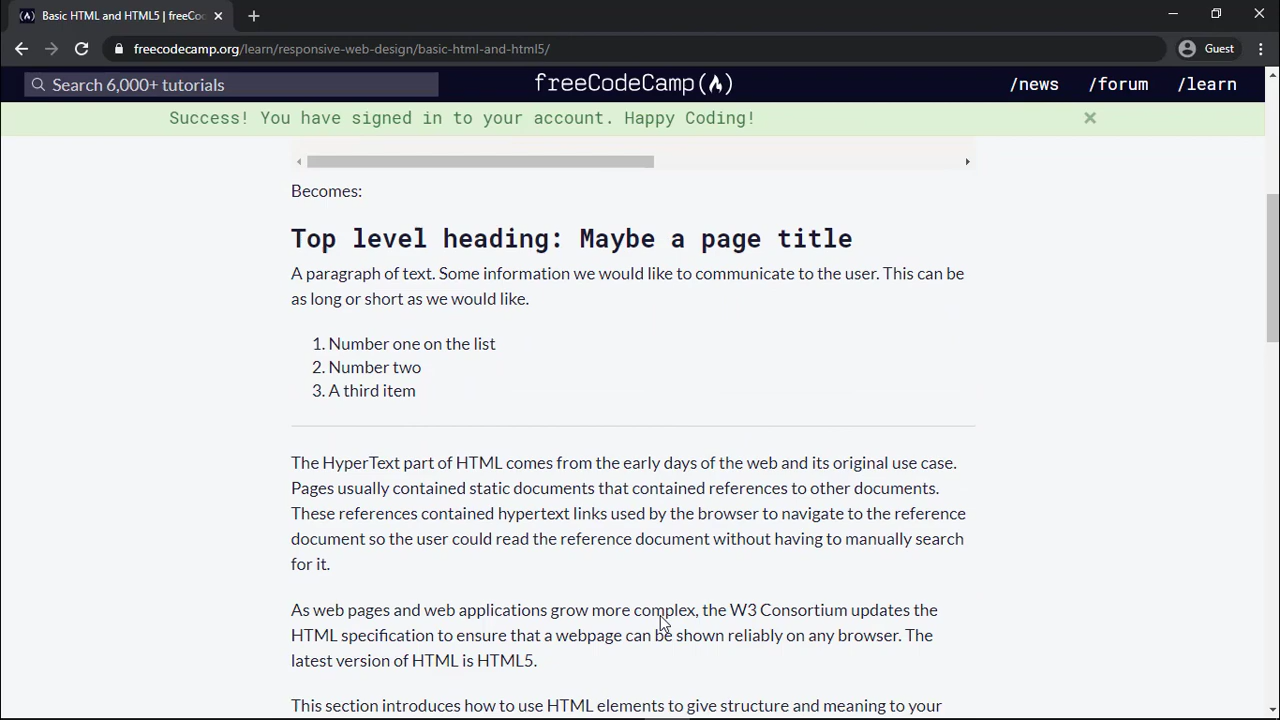 Basic HTML and HTML5 | freeCo
freecodecamp.org/learn/responsive-web-design/basic-html-and-html5/
Guest
Search 6,000+ tutorials
freeCodeCamp
/news
/forum
/learn
Success! You have signed in to your account. Happy Coding!
Becomes:
Top level heading: Maybe a page title
A paragraph of text. Some information we would like to communicate to the user. This can be
as long or short as we would like.
1. Number one on the list
2. Number two
3. A third item
The HyperText part of HTML comes from the early days of the web and its original use case.
Pages usually contained static documents that contained references to other documents.
These references contained hypertext links used by the browser to navigate to the reference
document so the user could read the reference document without having to manually search
for it.
As web pages and web applications grow more complex, the W3 Consortium updates the
HTML specification to ensure that a webpage can be shown reliably on any browser. The
latest version of HTML is HTML5.
This section introduces how to use HTML elements to give structure and meaning to your